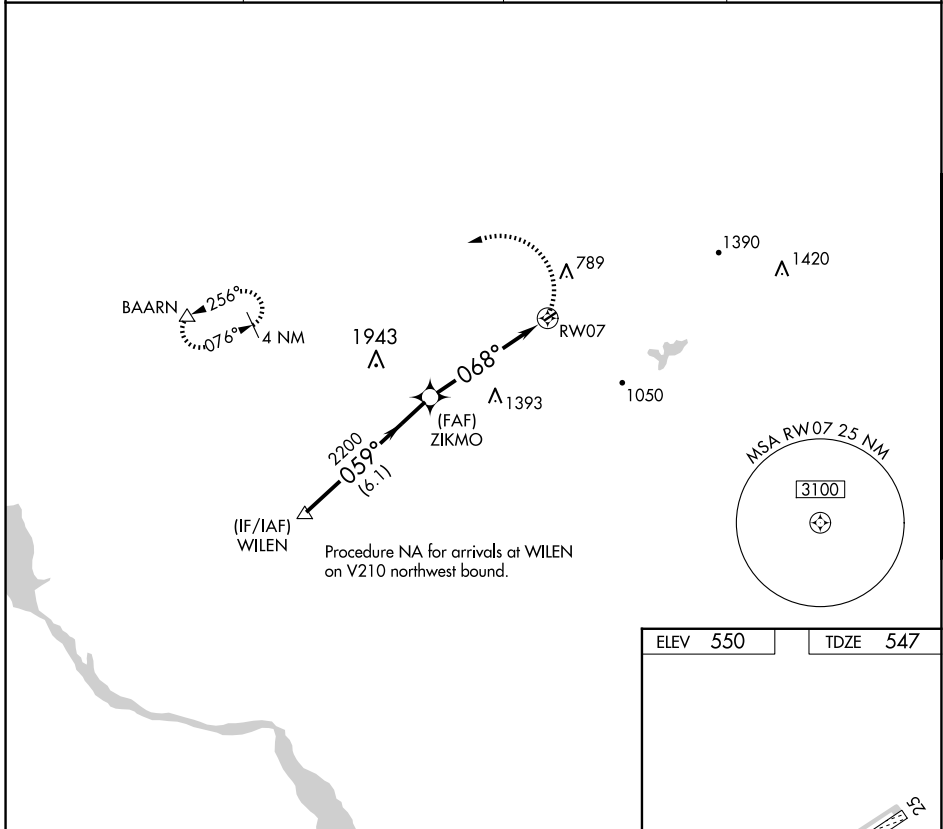 1390
1420
789
BAARN
256°
076°
4 NM
RW07
1943
068°
1050
1393
(FAF)
ZIKMO
MSA RW07 25 NM
2200
059°
(6.1)
3100
(IF/IAF)
WILEN
Procedure NA for arrivals at WILEN
on V210 northwest bound.
ELEV 550
TDZE 547
25